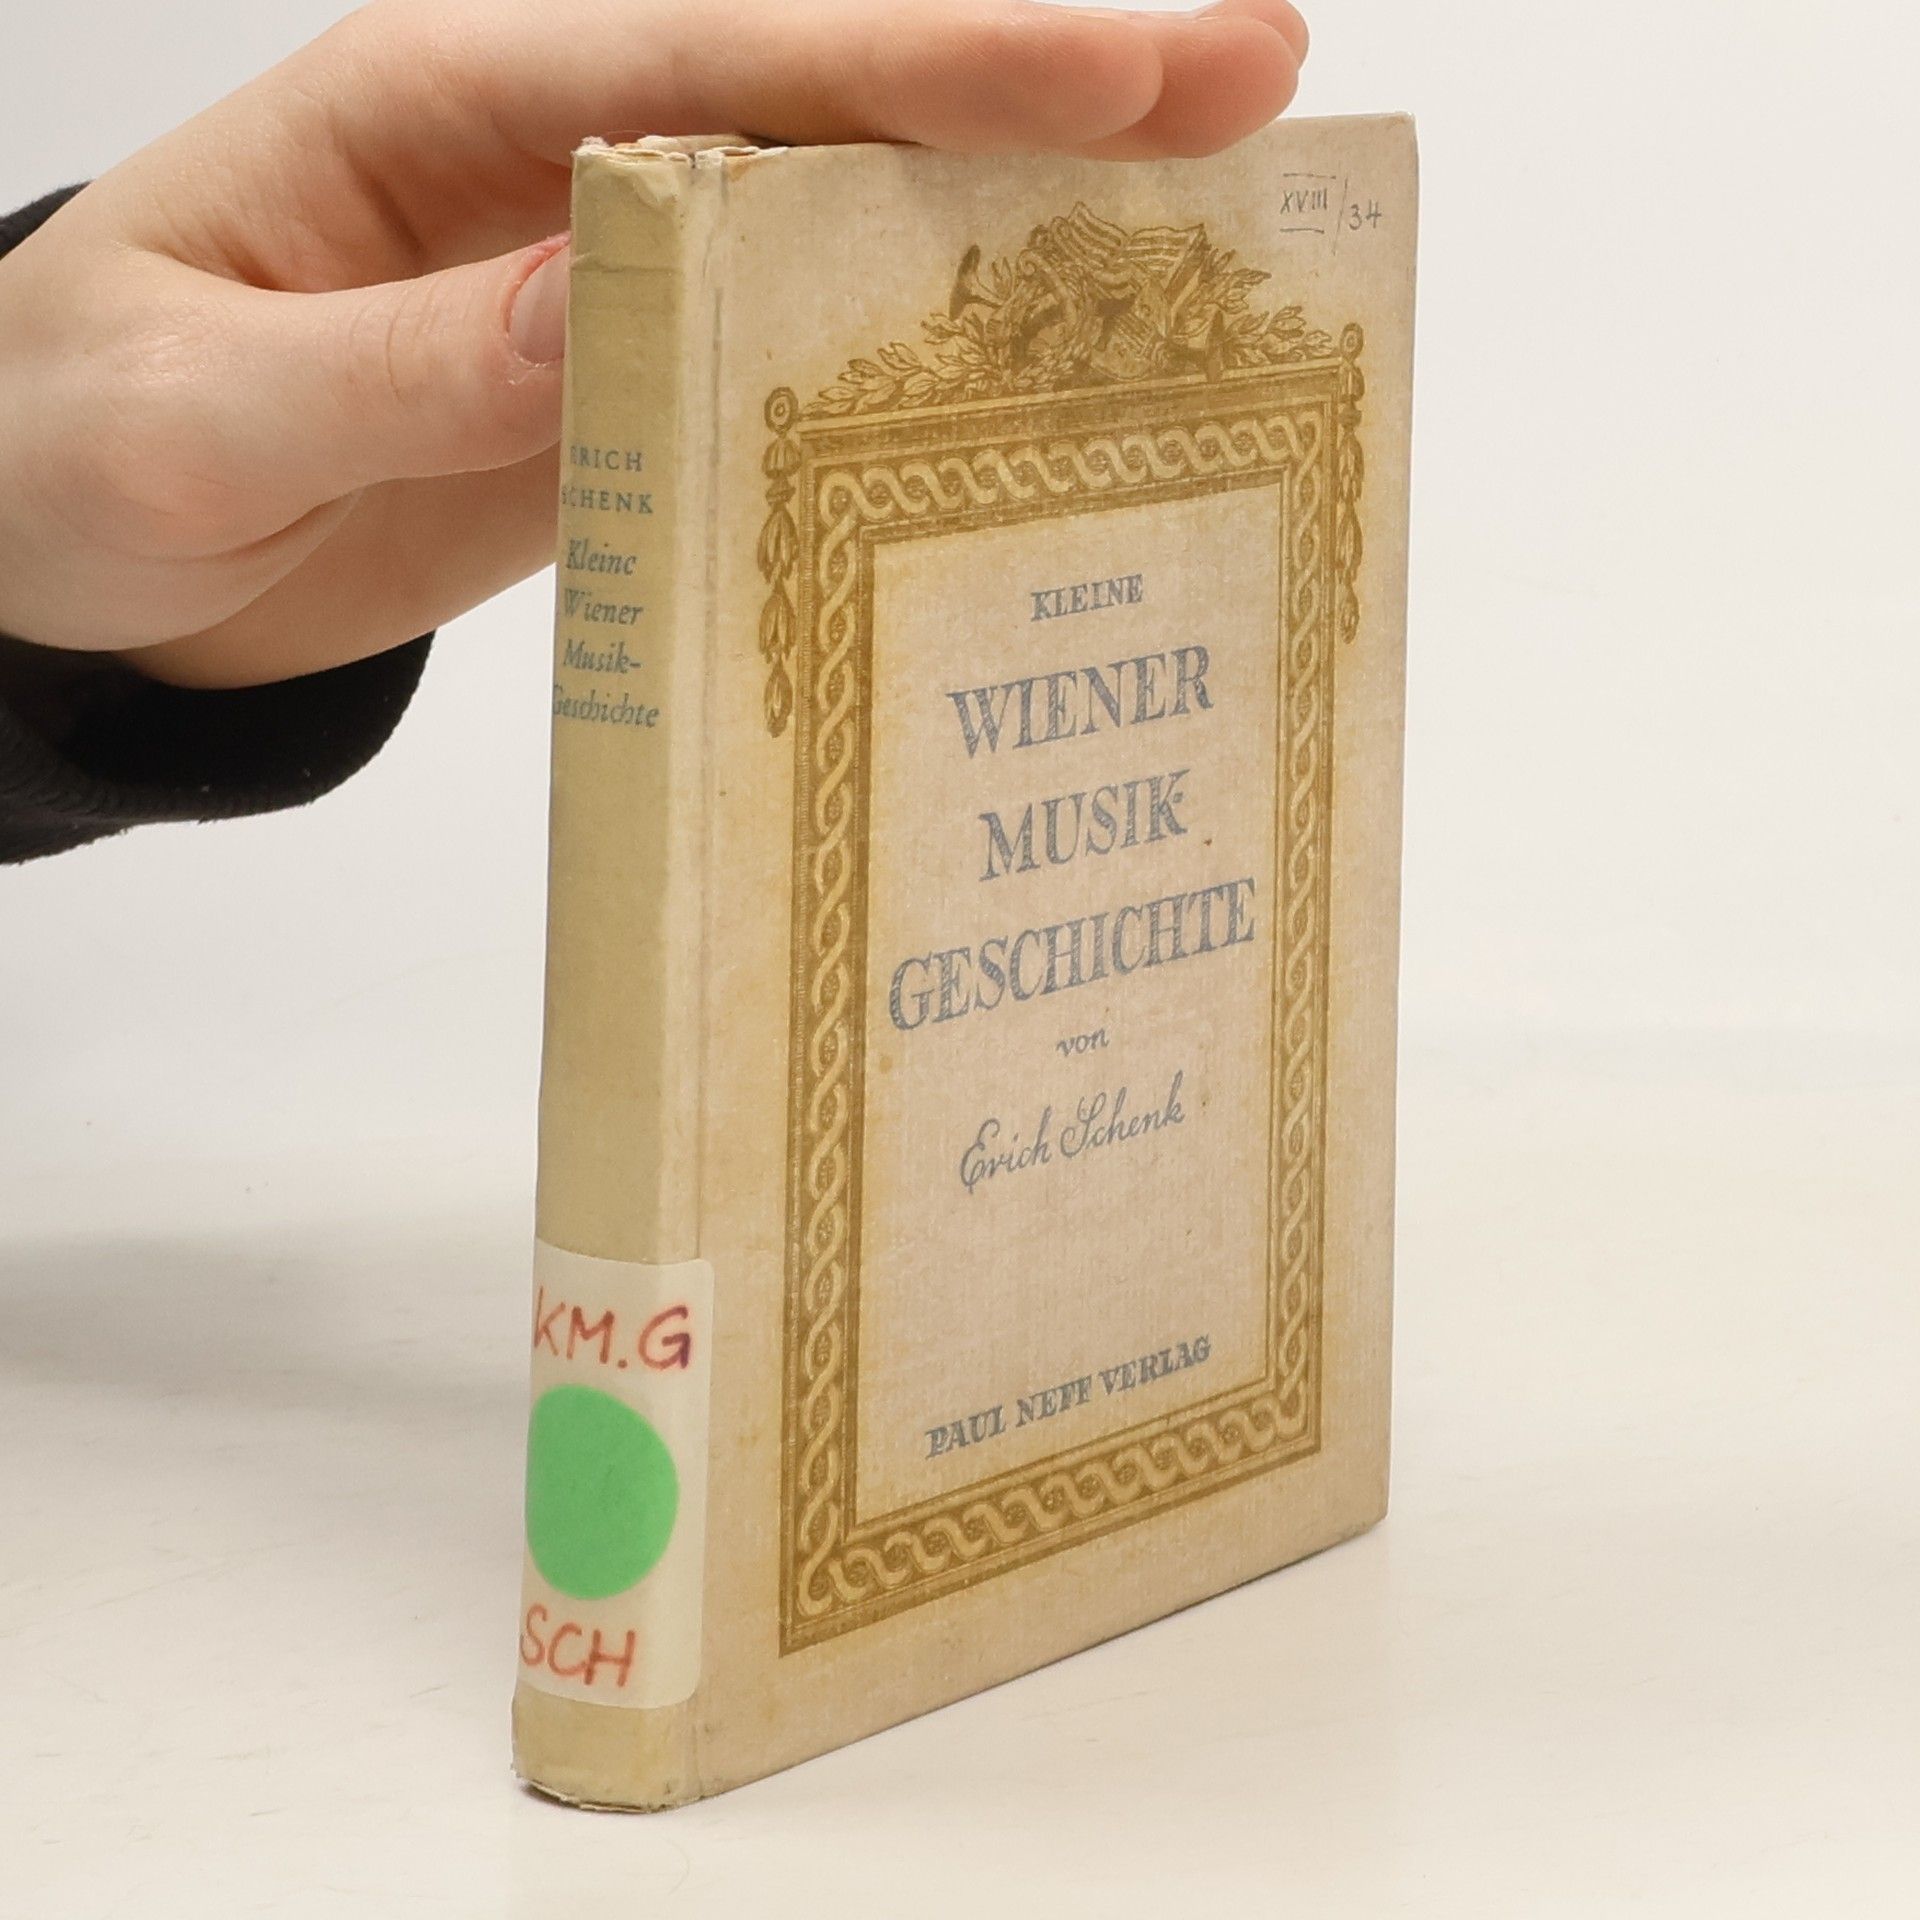 ERICH
SCHENK
Kleine
Wiener
Musik-
Geschichte
KM.G
SCH
XVIII/34
KLEINE
WIENER
MUSIK-
GESCHICHTE
von
Erich Schenk
PAUL NEFF VERLAG